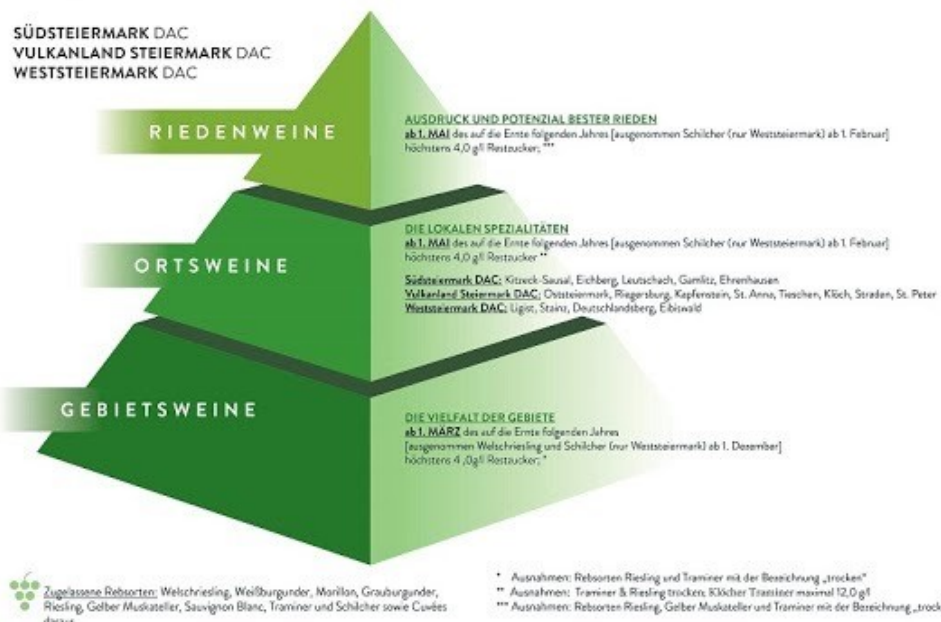 SÜDSTEIERMARK DAC
VULKANLAND STEIERMARK DAC
WESTSTEIERMARK DAC
RIEDENWEINE
AUSDRUCK UND POTENZIAL BESTER RIEDEN
ab 1. MAI des auf die Ernte folgenden Jahres [ausgenommen Schilcher (nur Weststeiermark) ab 1. Februar]
höchstens 4,0 g/l Restzucker; ***
ORTSWEINE
DIE LOKALEN SPEZIALITÄTEN
ab 1. MAI des auf die Ernte folgenden Jahres [ausgenommen Schilcher (nur Weststeiermark) ab 1. Februar]
höchstens 4,0 g/l Restzucker **
Südsteiermark DAC: Kitzeck-Sausal, Eichberg, Leutschach, Gamlitz, Ehrenhausen
Vulkanland Steiermark DAC: Oststeiermark, Riegersburg, Kapfenstein, St. Anna, Tieschen, Klöch, Straden, St. Peter
Weststeiermark DAC: Ligist, Stainz, Deutschlandsberg, Eibiswald
GEBIETSWEINE
DIE VIELFALT DER GEBIETE
ab 1. MÄRZ des auf die Ernte folgenden Jahres
[ausgenommen Welschriesling und Schilcher (nur Weststeiermark) ab 1. Dezember]
höchstens 4 ,0g/l Restzucker; *
Zugelassene Rebsorten: Welschriesling, Weißburgunder, Morillon, Grauburgunder,
Riesling, Gelber Muskateller, Sauvignon Blanc, Traminer und Schilcher sowie Cuvées
daraus
* Ausnahmen: Rebsorten Riesling und Traminer mit der Bezeichnung „trocken"
** Ausnahmen: Traminer & Riesling trocken; Klöcher Traminer maximal 12,0 g/l
*** Ausnahmen: Rebsorten Riesling, Gelber Muskateller und Traminer mit der Bezeichnung